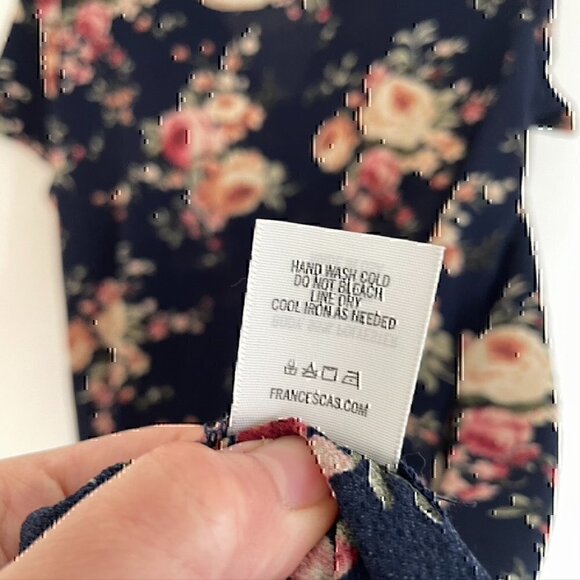 HAND WASH COLD
DO NOT BLEACH
LINE DRY
COOL IRON AS NEEDED
FRANCESCAS.COM